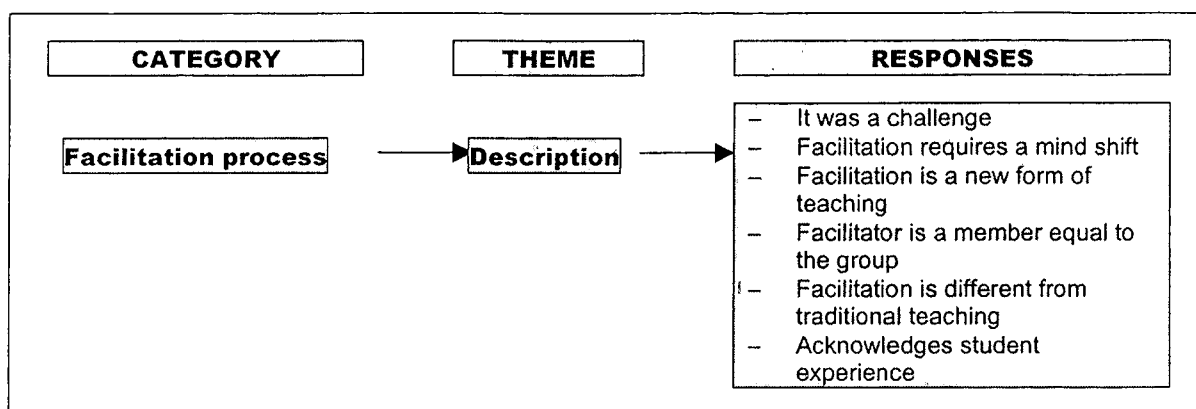 CATEGORY
THEME
RESPONSES
Facilitation process
Description
– It was a challenge
– Facilitation requires a mind shift
– Facilitation is a new form of
teaching
– Facilitator is a member equal to
the group
– Facilitation is different from
traditional teaching
– Acknowledges student
experience